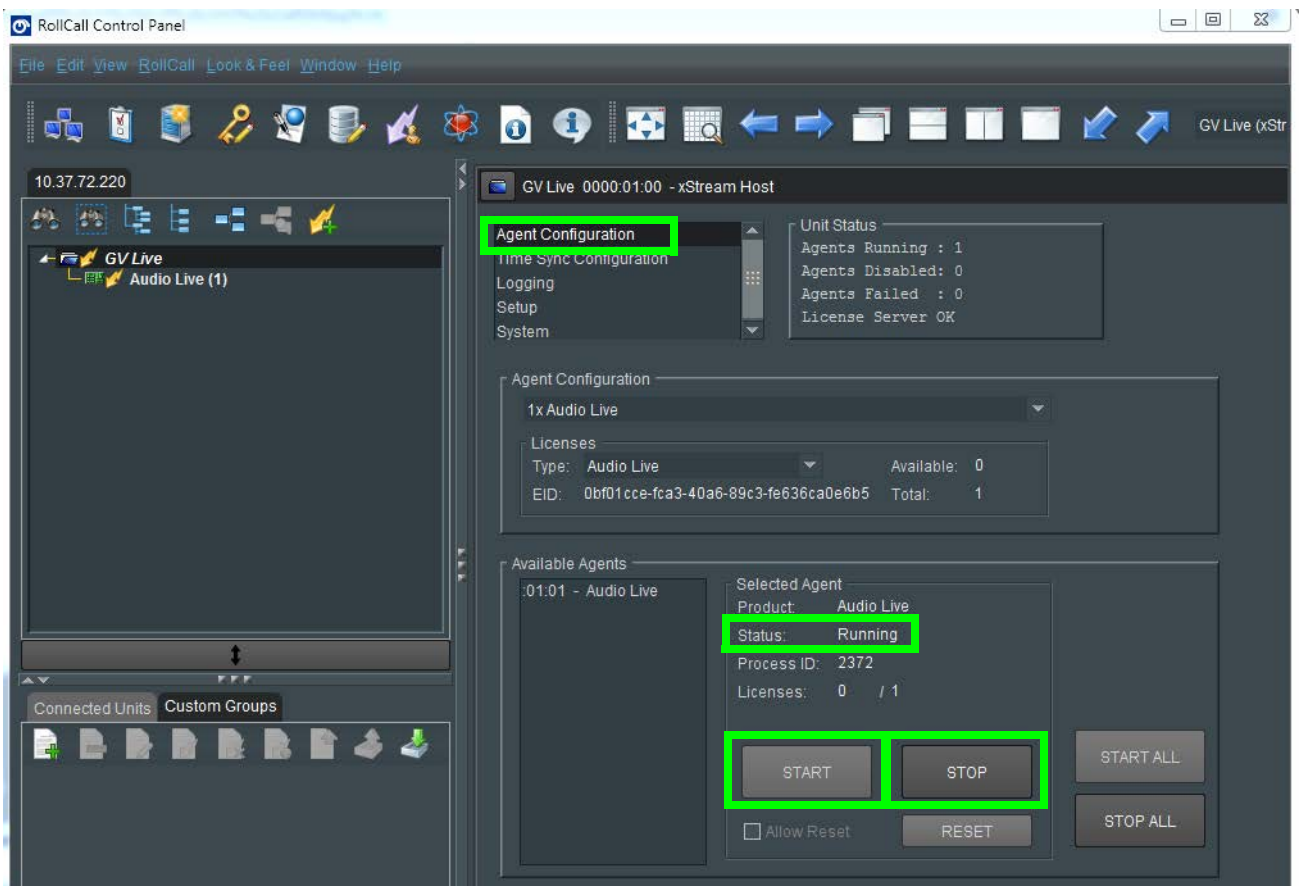 RollCall Control Panel
File Edit View RollCall Look & Feel Window Help
GV Live (xStr
10.37.72.220
GV Live 0000:01:00 - xStream Host
GV Live
Audio Live (1)
Agent Configuration
Time Sync Configuration
Logging
Setup
System
Unit Status
Agents Running : 1
Agents Disabled: 0
Agents Failed : 0
License Server OK
Agent Configuration
1x Audio Live
Licenses
Type: Audio Live Available: 0
EID: 0bf01cce-fca3-40a6-89c3-fe636ca0e6b5 Total: 1
Available Agents
:01:01 - Audio Live
Selected Agent
Product: Audio Live
Status: Running
Process ID: 2372
Licenses: 0 / 1
START STOP START ALL
Allow Reset RESET STOP ALL
Connected Units Custom Groups